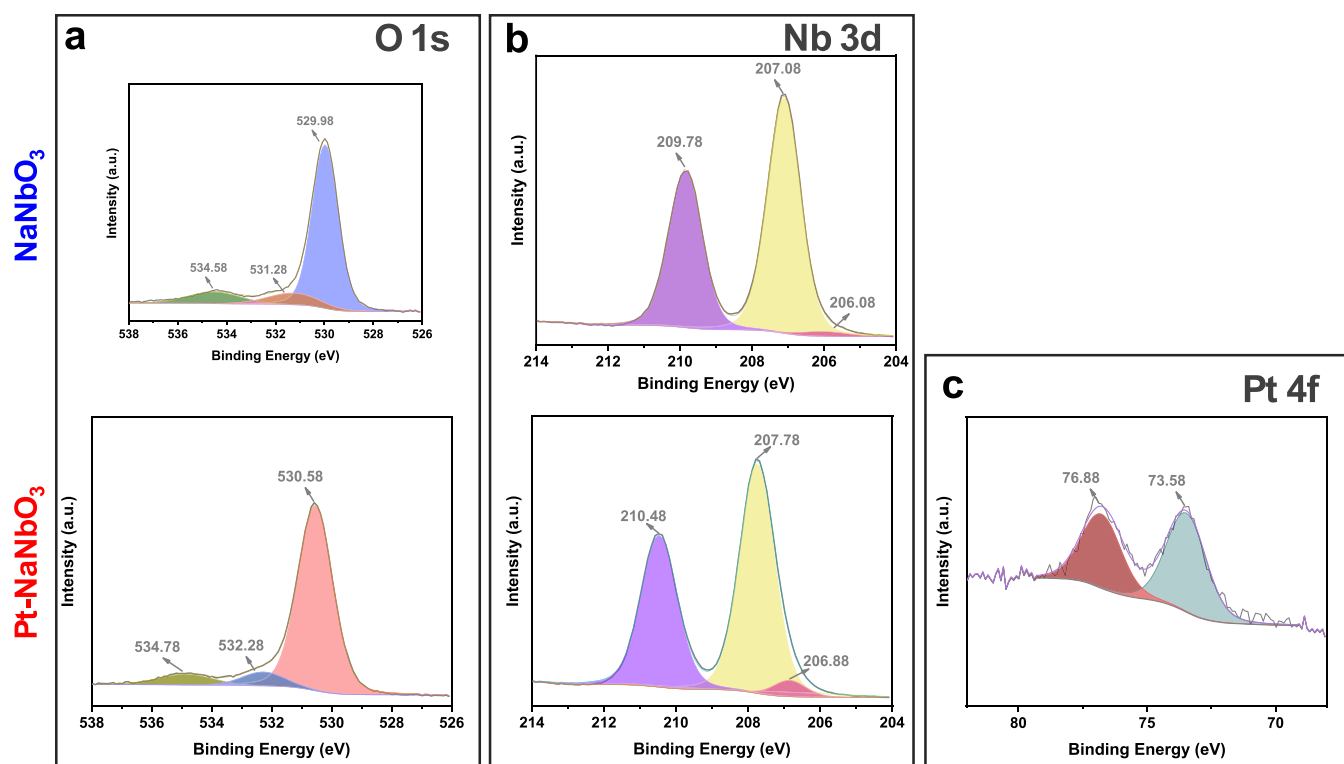 a
O 1s
NaNbO₃
Intensity (a.u.)
529.98
534.58
531.28
538 536 534 532 530 528 526
Binding Energy (eV)
b
Nb 3d
Intensity (a.u.)
207.08
209.78
206.08
214 212 210 208 206 204
Binding Energy (eV)
Pt-NaNbO₃
Intensity (a.u.)
530.58
534.78
532.28
538 536 534 532 530 528 526
Binding Energy (eV)
Intensity (a.u.)
207.78
210.48
206.88
214 212 210 208 206 204
Binding Energy (eV)
c
Pt 4f
Intensity (a.u.)
76.88
73.58
80 75 70
Binding Energy (eV)